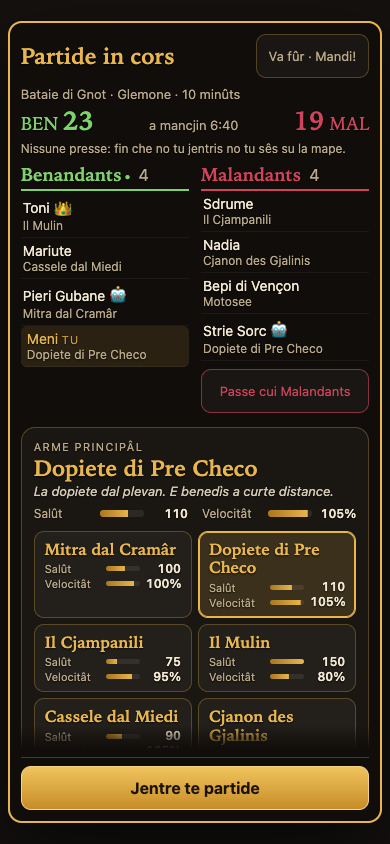 Partide in cors
Va fûr · Mandi!
Bataie di Gnot · Glemone · 10 minûts
BEN 23
a mancjin 6:40
19 MAL
Nissune presse: fin che no tu jentris no tu sês su la mape.
Benandants • 4
Toni
Il Mulin
Mariute
Cassele dal Miedi
Pieri Gubane
Mitra dal Cramâr
Meni TU
Dopiete di Pre Checo
Malandants 4
Sdrume
Il Cjampanili
Nadia
Cjanon des Gjalinis
Bepi di Vençon
Motosee
Strie Sorc
Dopiete di Pre Checo
Passe cui Malandants
ARME PRINCIPÂL
Dopiete di Pre Checo
La dopiete dal plevan. E benedìs a curte distance.
Salût 110 Velocitât 105%
Mitra dal Cramâr
Salût 100
Velocitât 100%
Dopiete di Pre
Checo
Salût 110
Velocitât 105%
Il Cjampanili
Salût 75
Velocitât 95%
Il Mulin
Salût 150
Velocitât 80%
Cassele dal Miedi
Salût 90
Cjanon des
Gjalinis
Jentre te partide